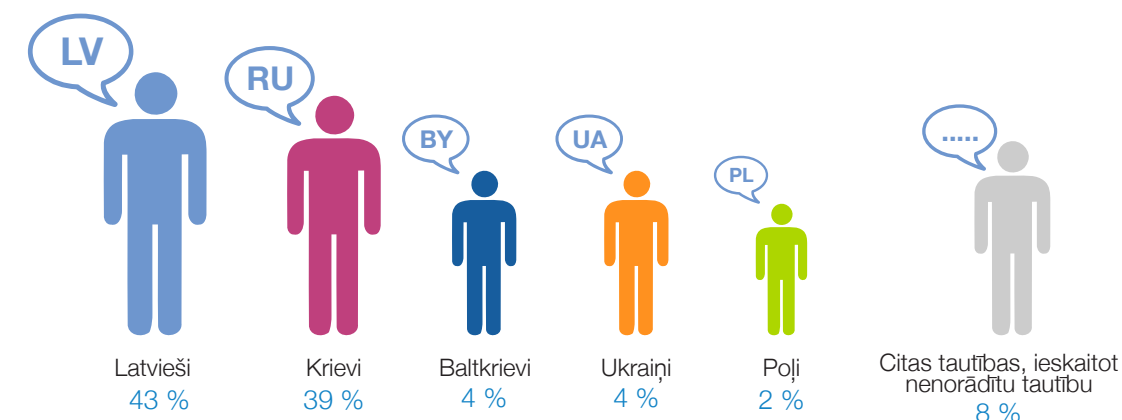 LV
RU
BY
UA
PL
.....
Latvieši
43 %
Krievi
39 %
Baltkrievi
4 %
Ukraiņi
4 %
Poļi
2 %
Citas tautības, ieskaitot
nenorādītu tautību
8 %